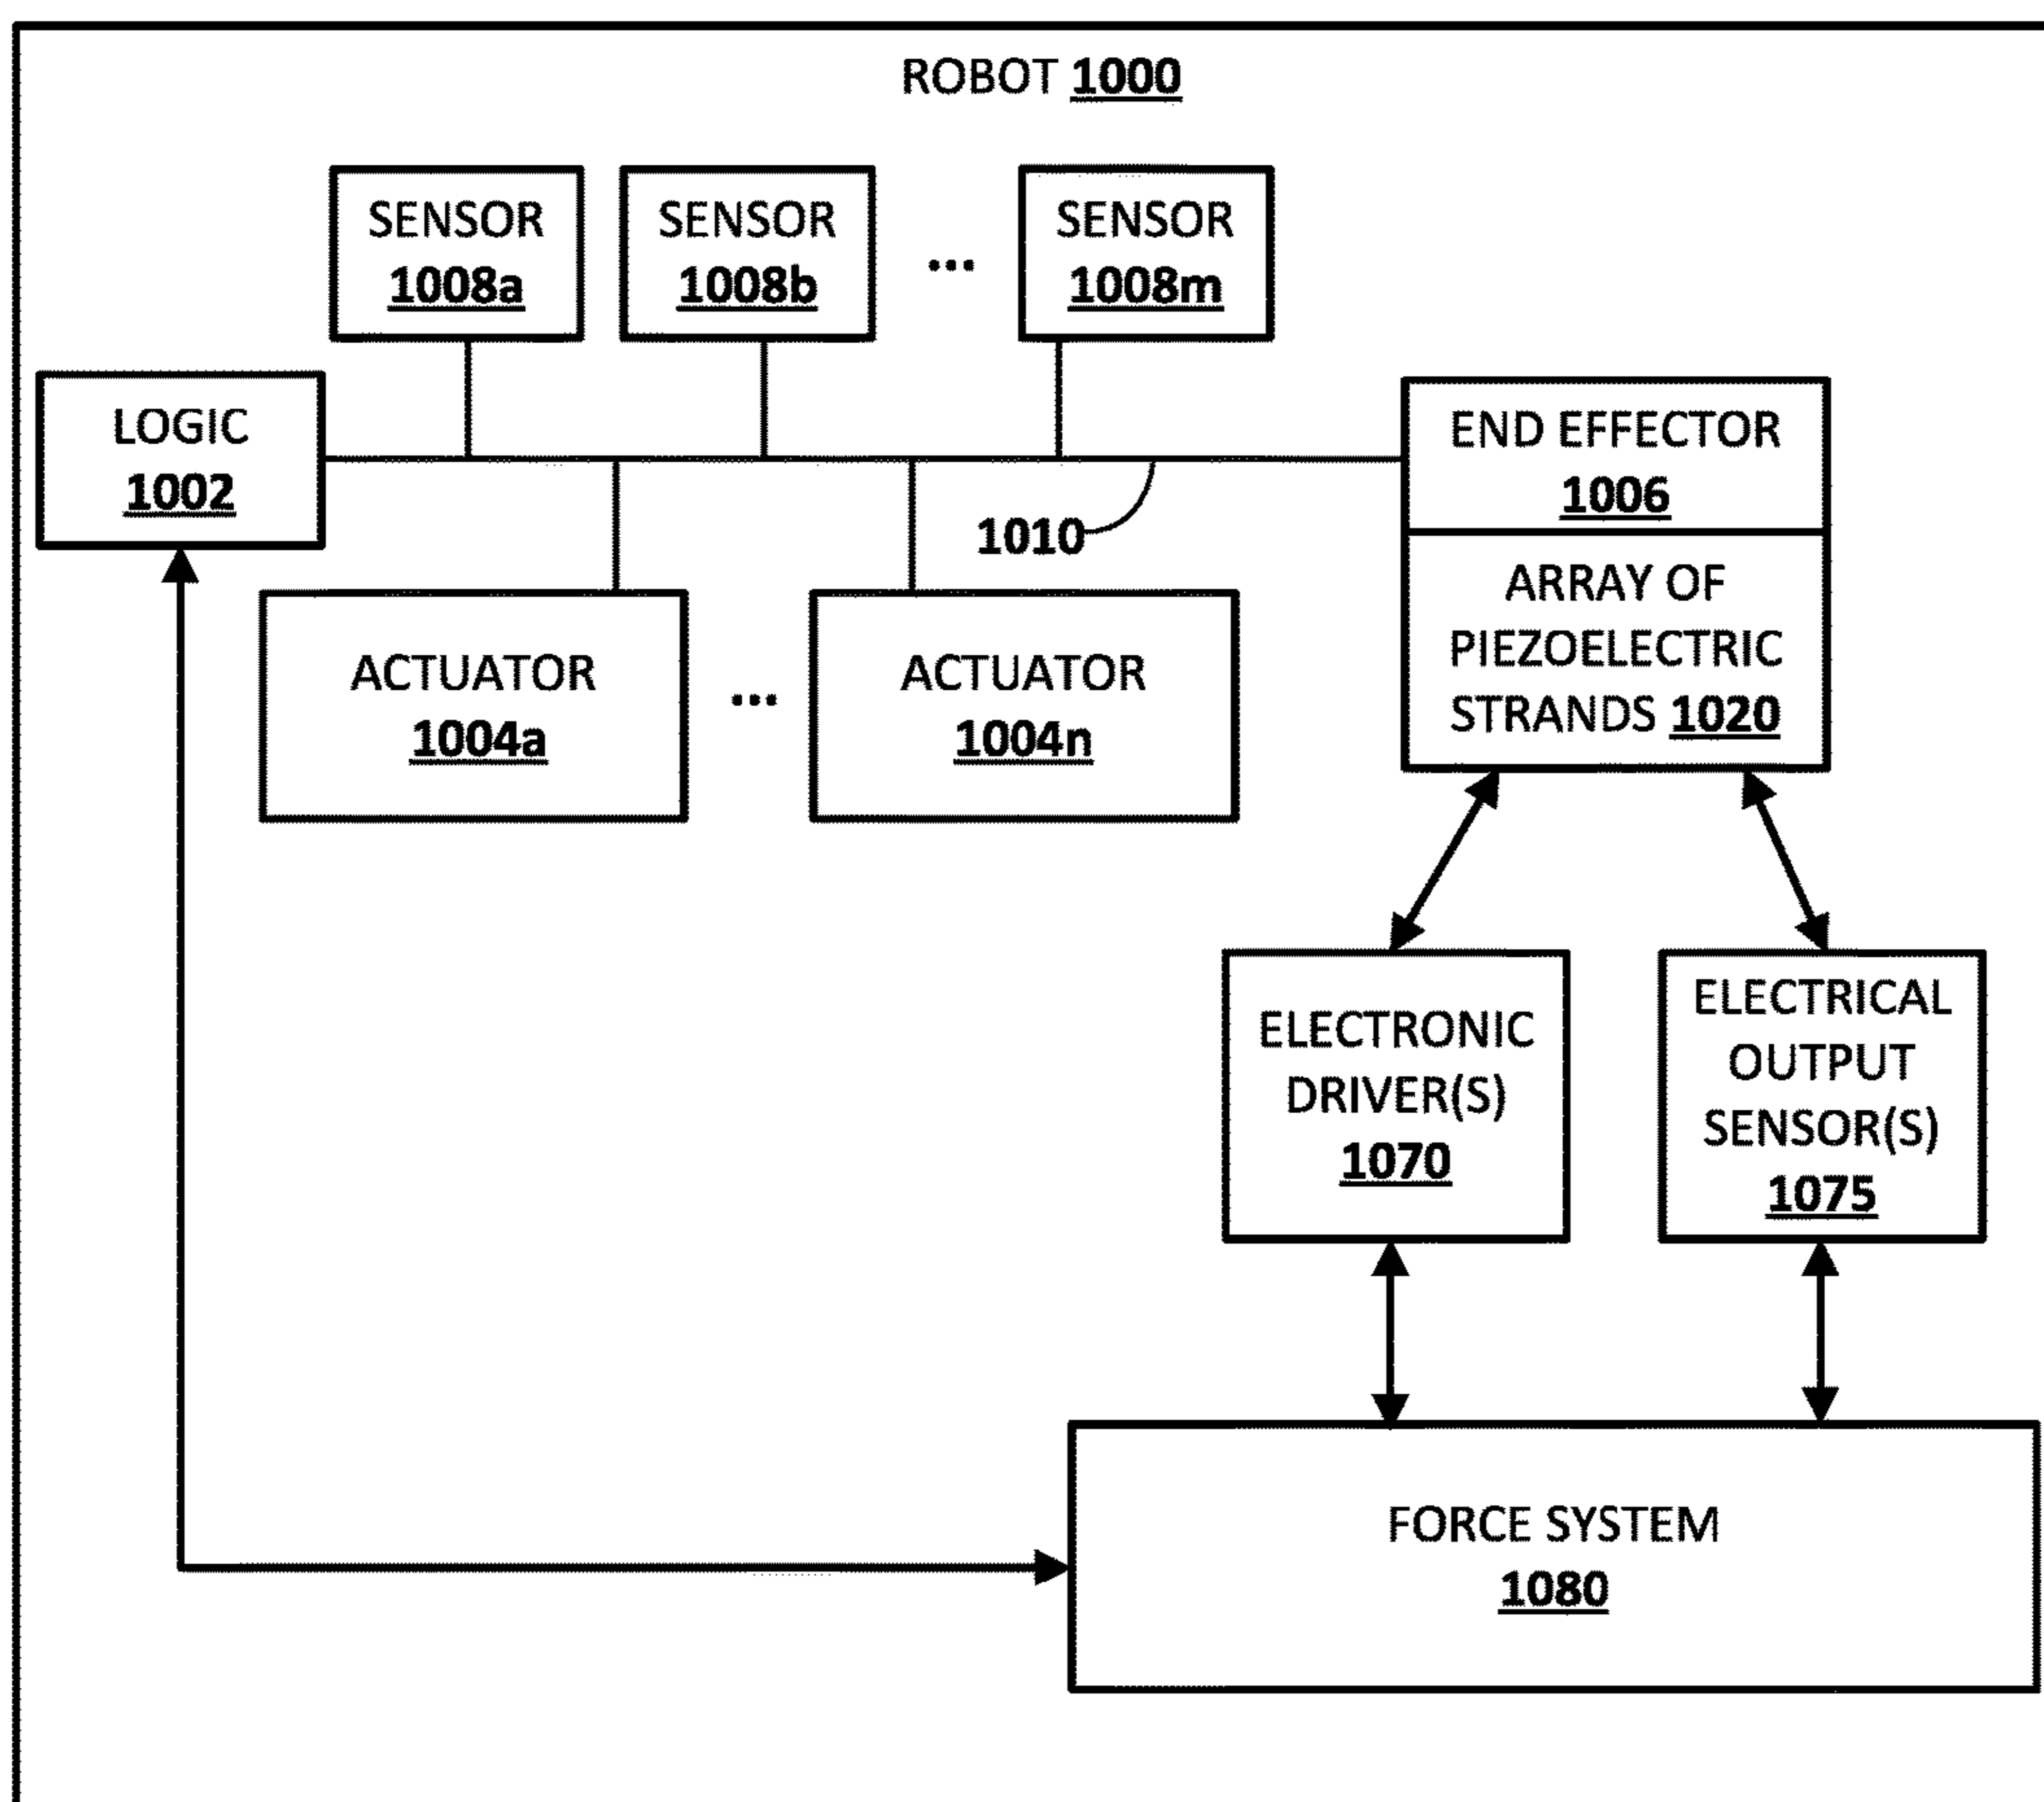 ROBOT 1000
SENSOR
1008a
SENSOR
1008b
...
SENSOR
1008m
LOGIC
1002
END EFFECTOR
1006
1010
ARRAY OF
PIEZOELECTRIC
STRANDS 1020
ACTUATOR
1004a
...
ACTUATOR
1004n
ELECTRONIC
DRIVER(S)
1070
ELECTRICAL
OUTPUT
SENSOR(S)
1075
FORCE SYSTEM
1080